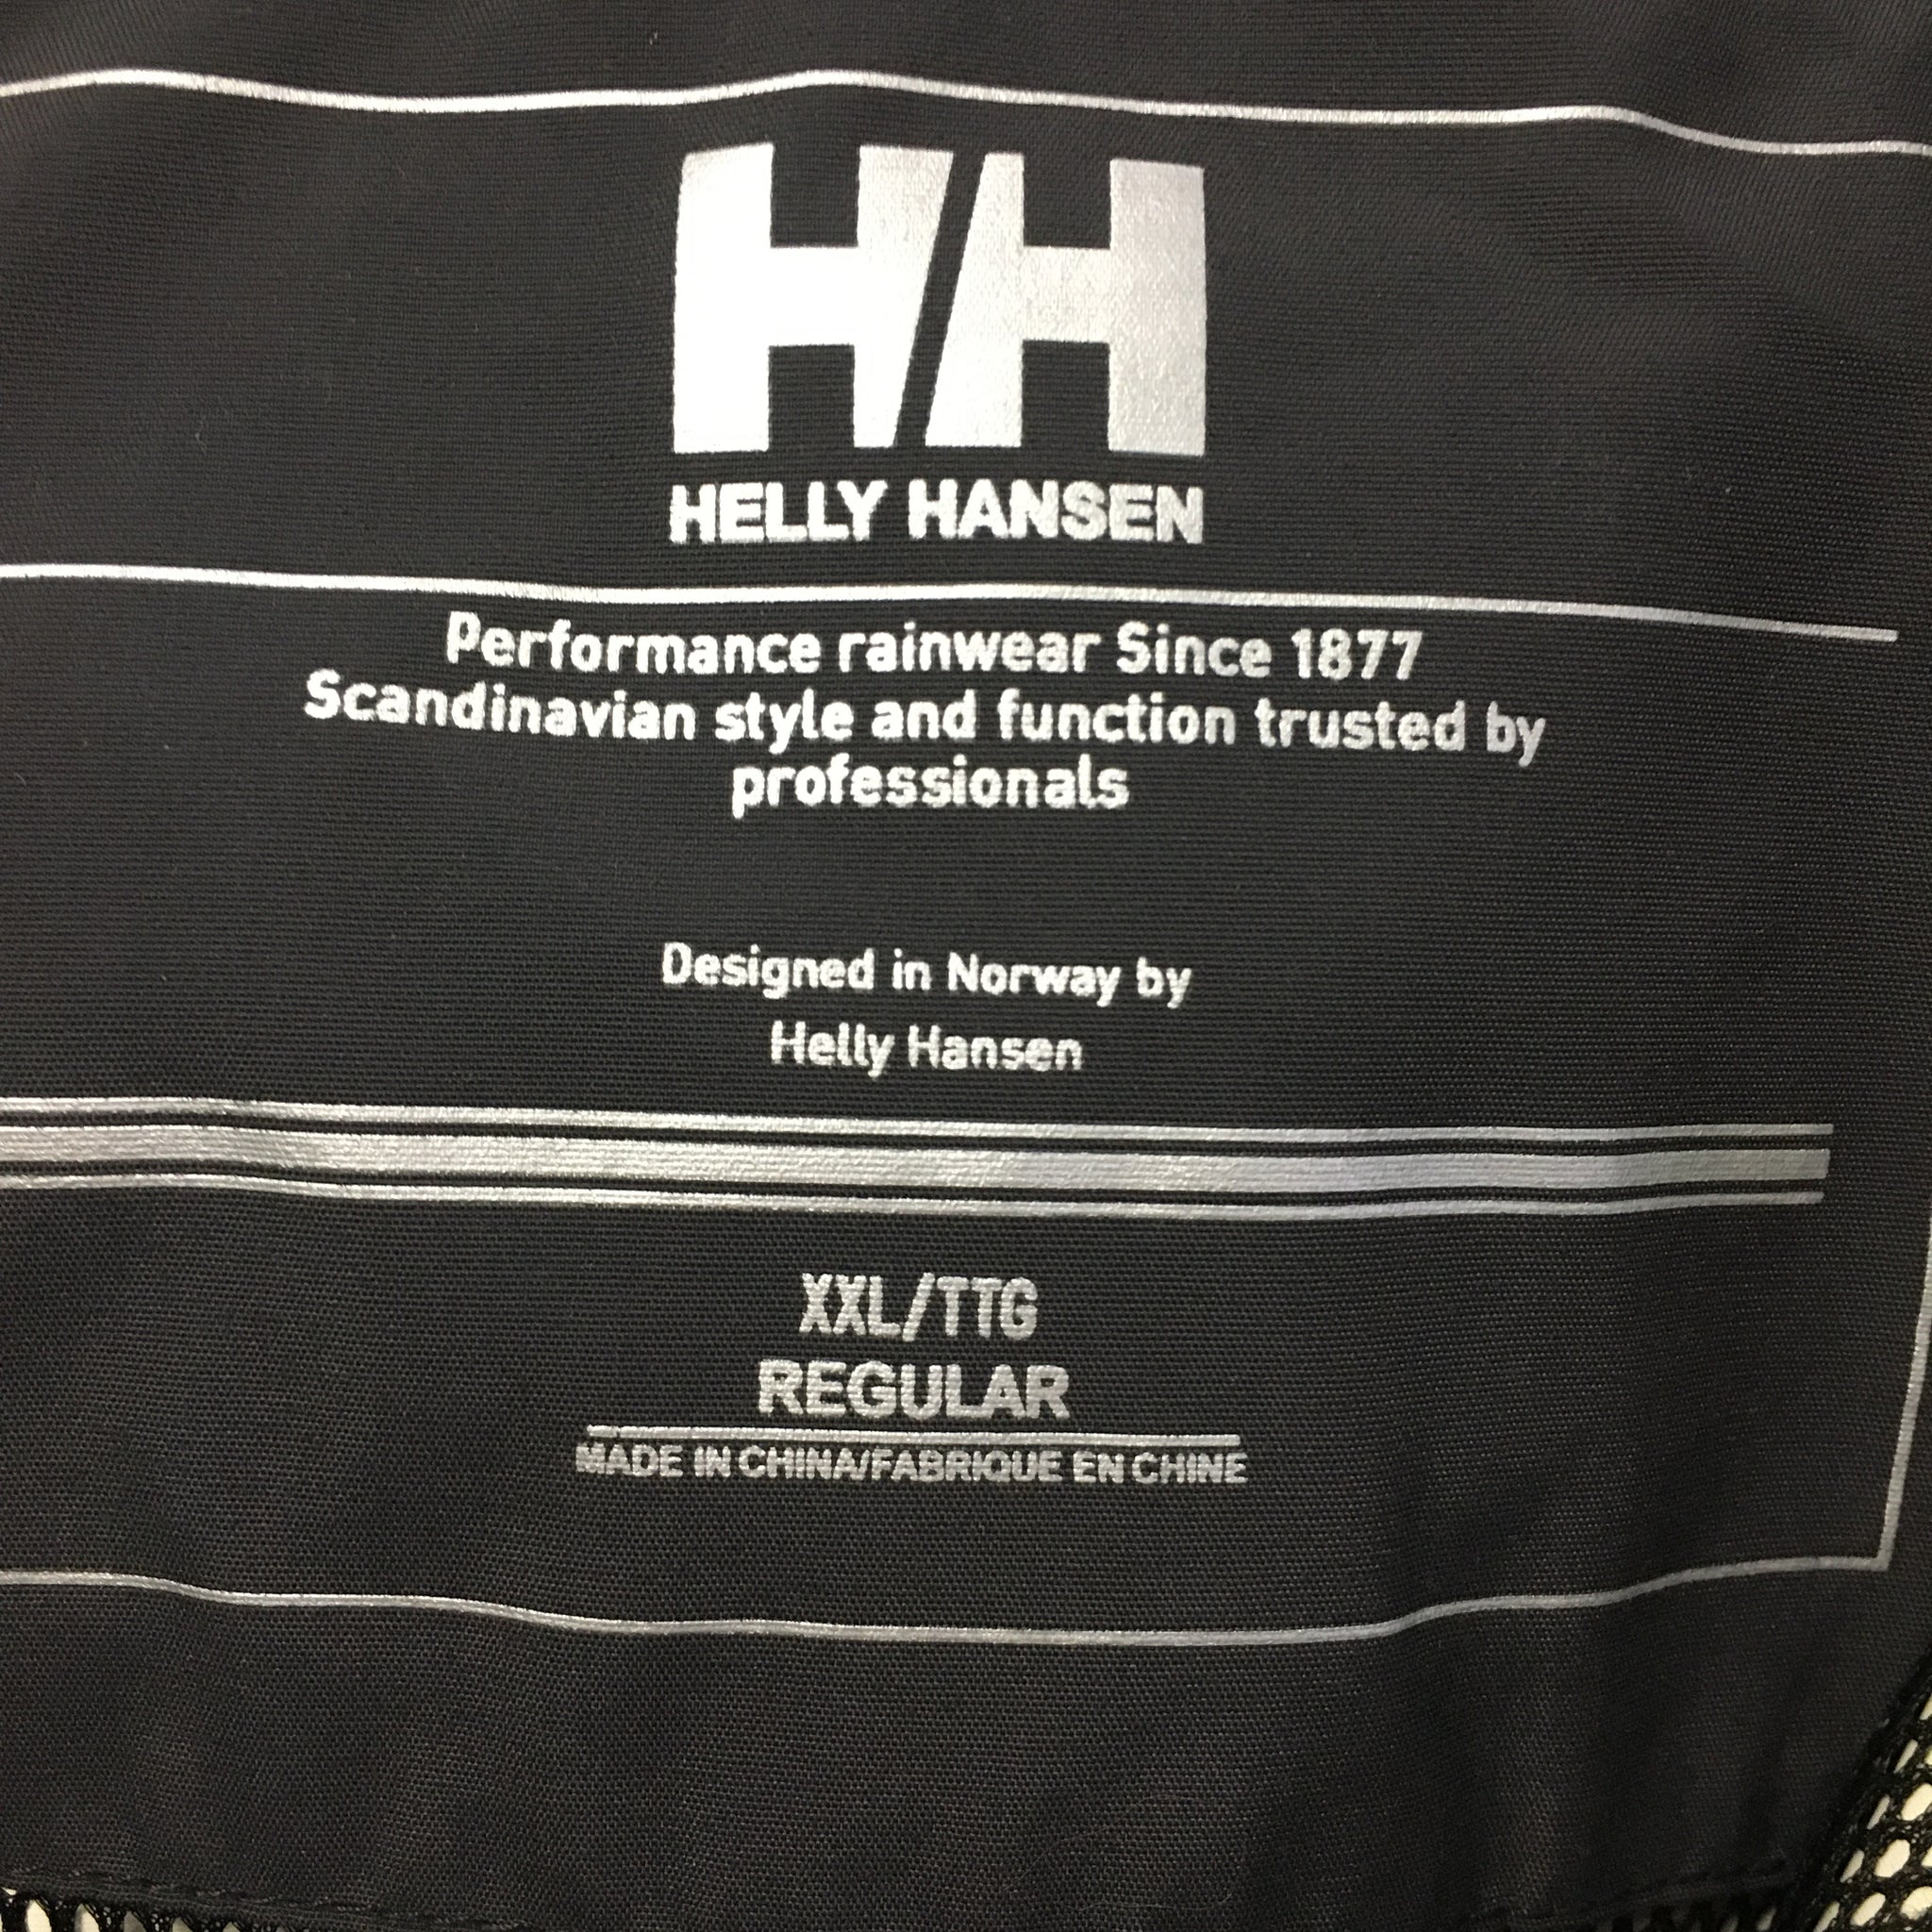 HH
HELLY HANSEN
Performance rainwear Since 1877
Scandinavian style and function trusted by
professionals
Designed in Norway by
Helly Hansen
XXL/TTG
REGULAR
MADE IN CHINA/FABRIQUE EN CHINE